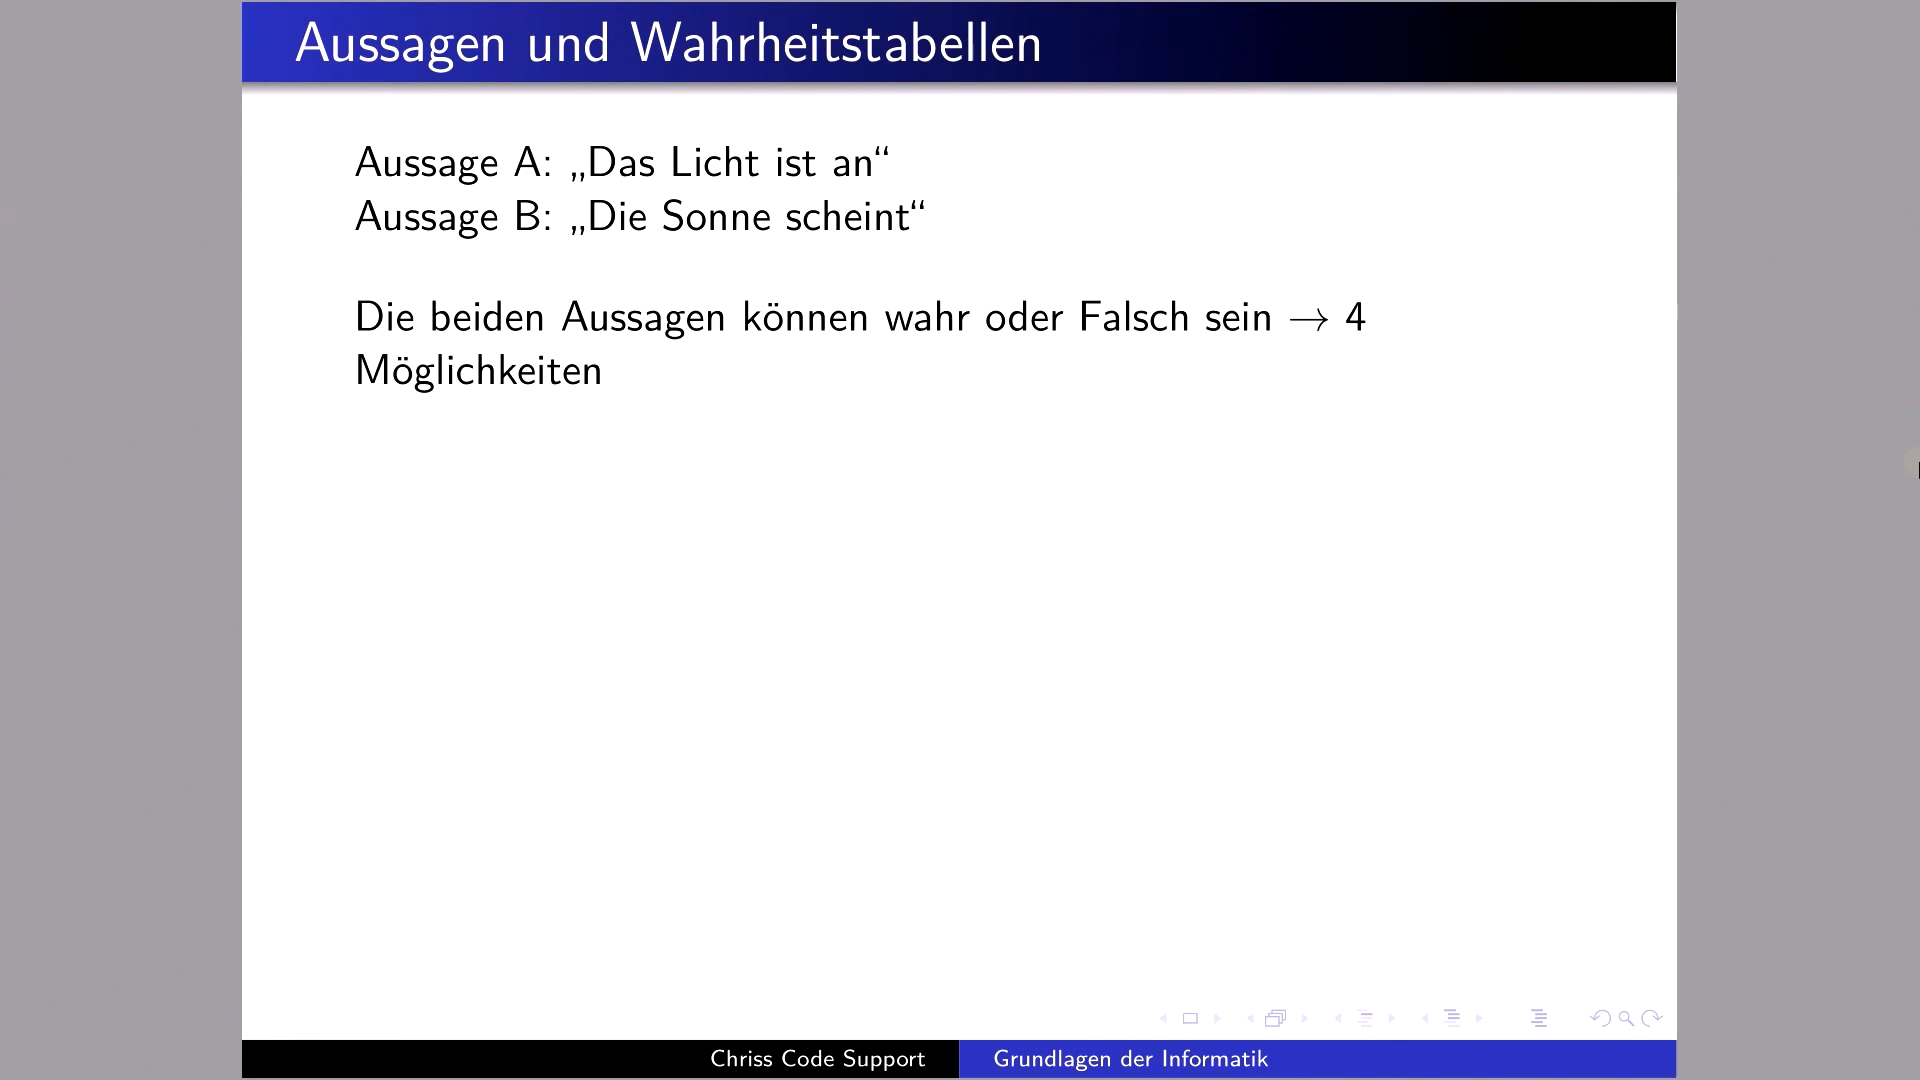 Aussagen und Wahrheitstabellen
Aussage A: „Das Licht ist an“
Aussage B: „Die Sonne scheint“
Die beiden Aussagen können wahr oder Falsch sein → 4
Möglichkeiten
Chriss Code Support
Grundlagen der Informatik